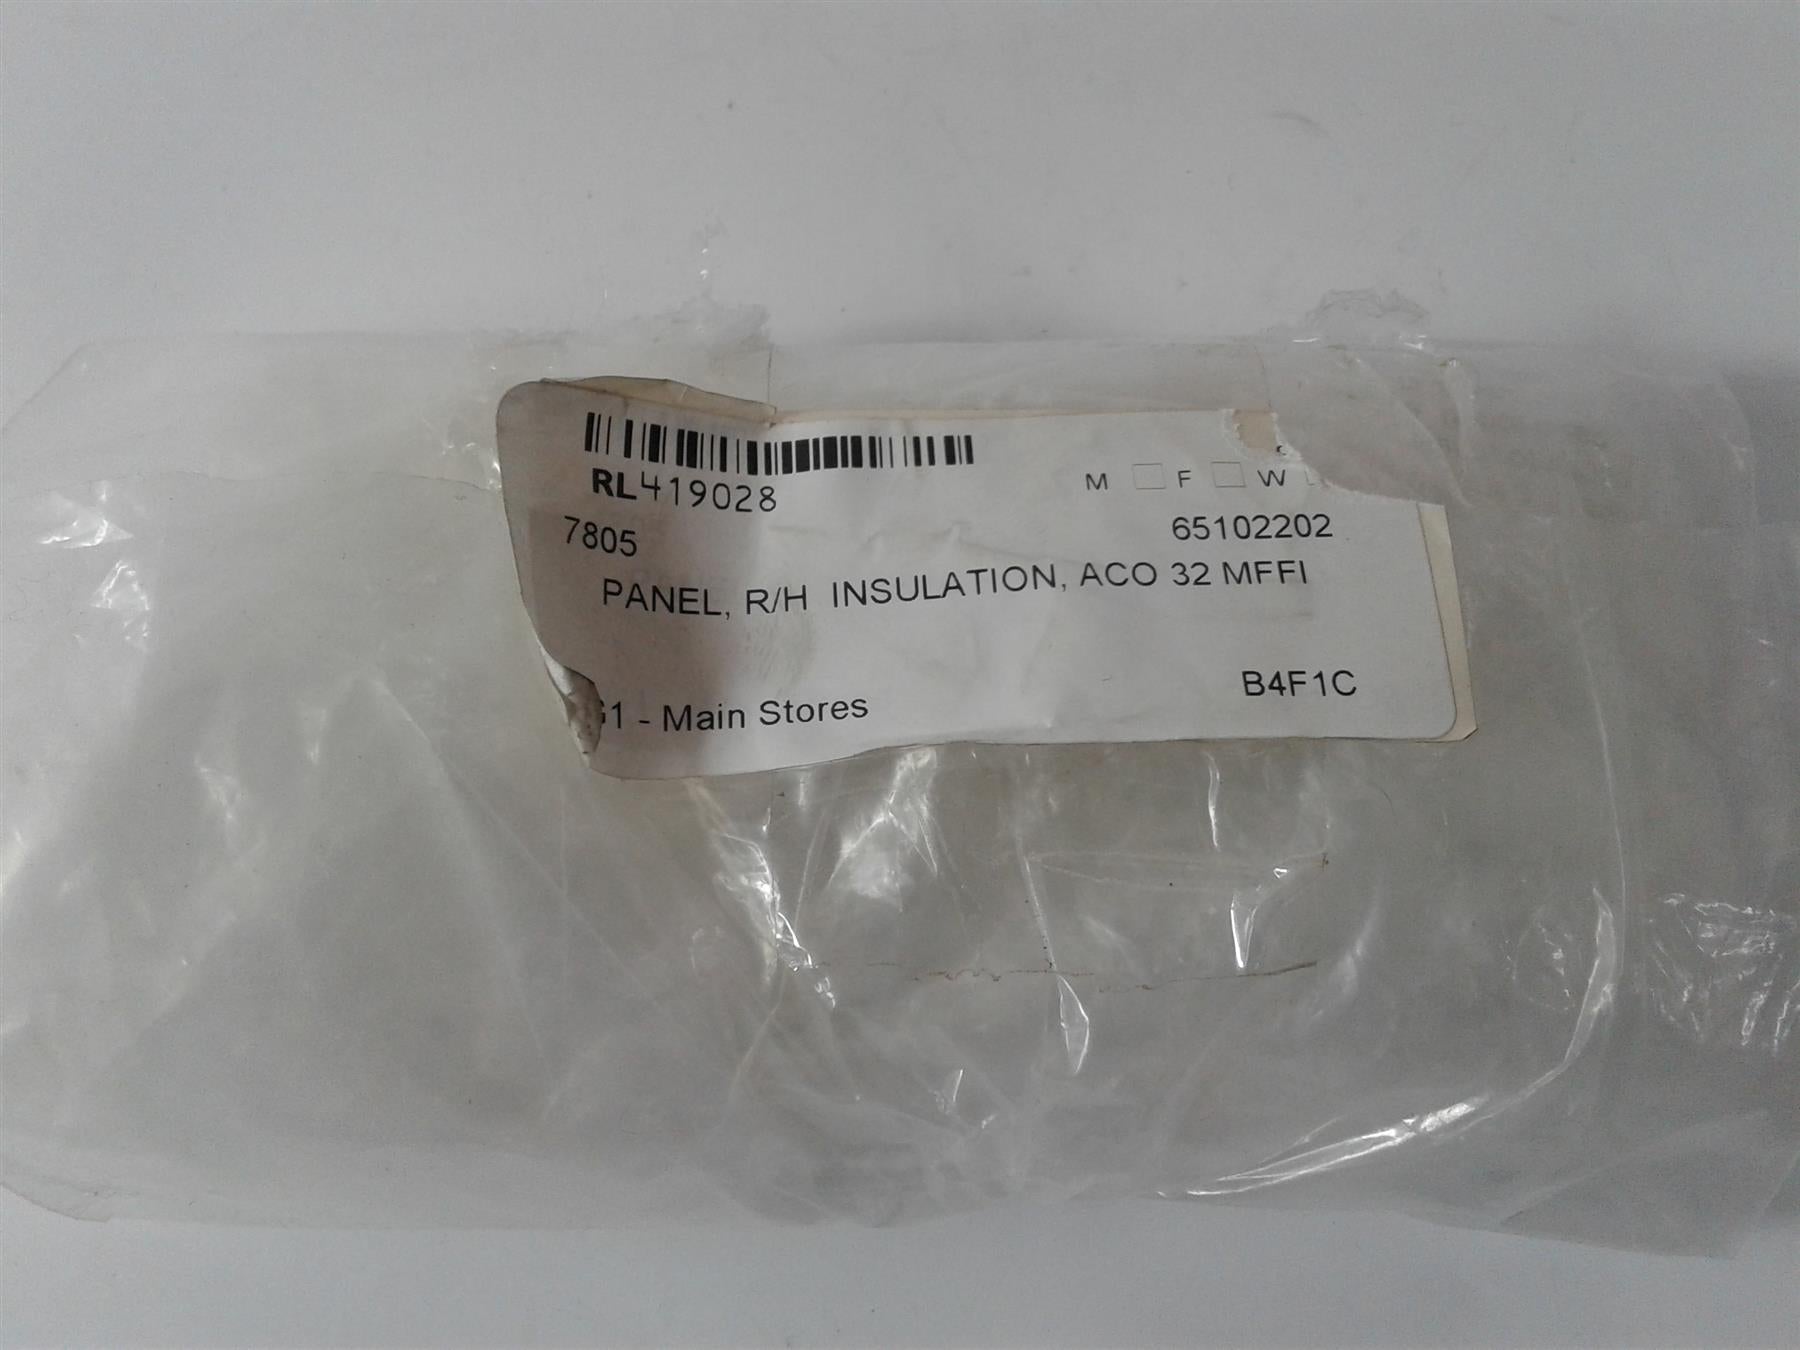 RL419028
M F W
7805 65102202
PANEL, R/H INSULATION, ACO 32 MFFI
B4F1C
1 - Main Stores